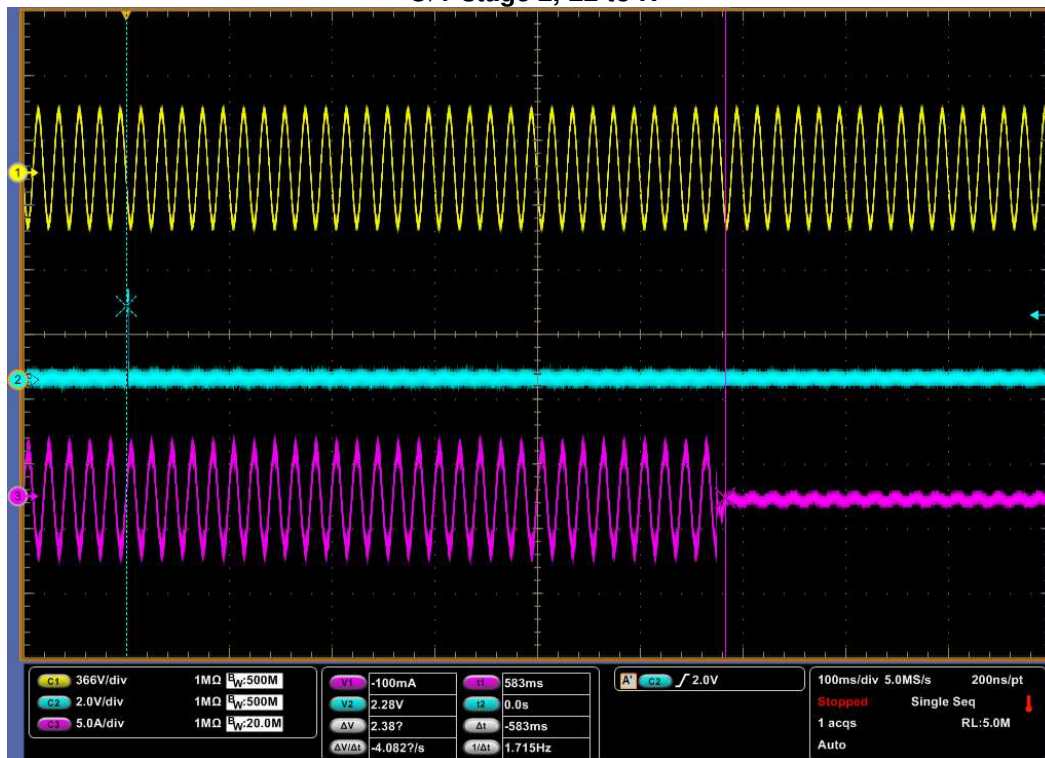 1
2
3
C1 366V/div 1MΩ BW:500M
C2 2.0V/div 1MΩ BW:500M
C3 5.0A/div 1MΩ BW:20.0M
V1 -100mA t1 583ms
V2 2.28V t2 0.0s
ΔV 2.38? Δt -583ms
ΔV/Δt -4.082?/s 1/Δt 1.715Hz
A' C2 2.0V
100ms/div 5.0MS/s 200ns/pt
Stopped Single Seq
1 acqs RL:5.0M
Auto